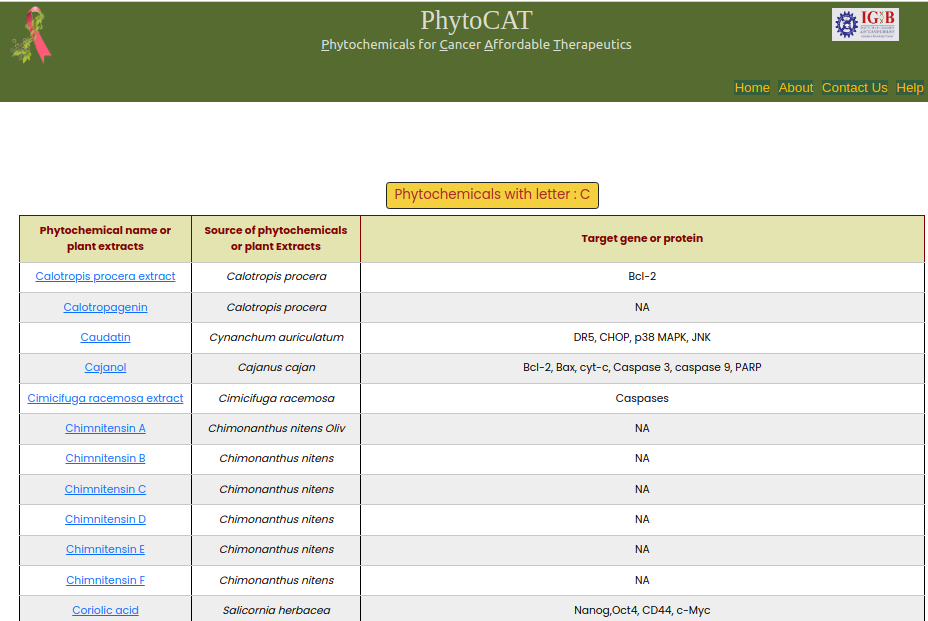 PhytoCAT
Phytochemicals for Cancer Affordable Therapeutics
IGIB
Home About Contact Us Help
Phytochemicals with letter : C
Phytochemical name or plant extracts Source of phytochemicals or plant Extracts Target gene or protein
Calotropis procera extract Calotropis procera Bcl-2
Calotropagenin Calotropis procera NA
Caudatin Cynanchum auriculatum DR5, CHOP, p38 MAPK, JNK
Cajanol Cajanus cajan Bcl-2, Bax, cyt-c, Caspase 3, caspase 9, PARP
Cimicifuga racemosa extract Cimicifuga racemosa Caspases
Chimnitensin A Chimonanthus nitens Oliv NA
Chimnitensin B Chimonanthus nitens NA
Chimnitensin C Chimonanthus nitens NA
Chimnitensin D Chimonanthus nitens NA
Chimnitensin E Chimonanthus nitens NA
Chimnitensin F Chimonanthus nitens NA
Coriolic acid Salicornia herbacea Nanog,Oct4, CD44, c-Myc